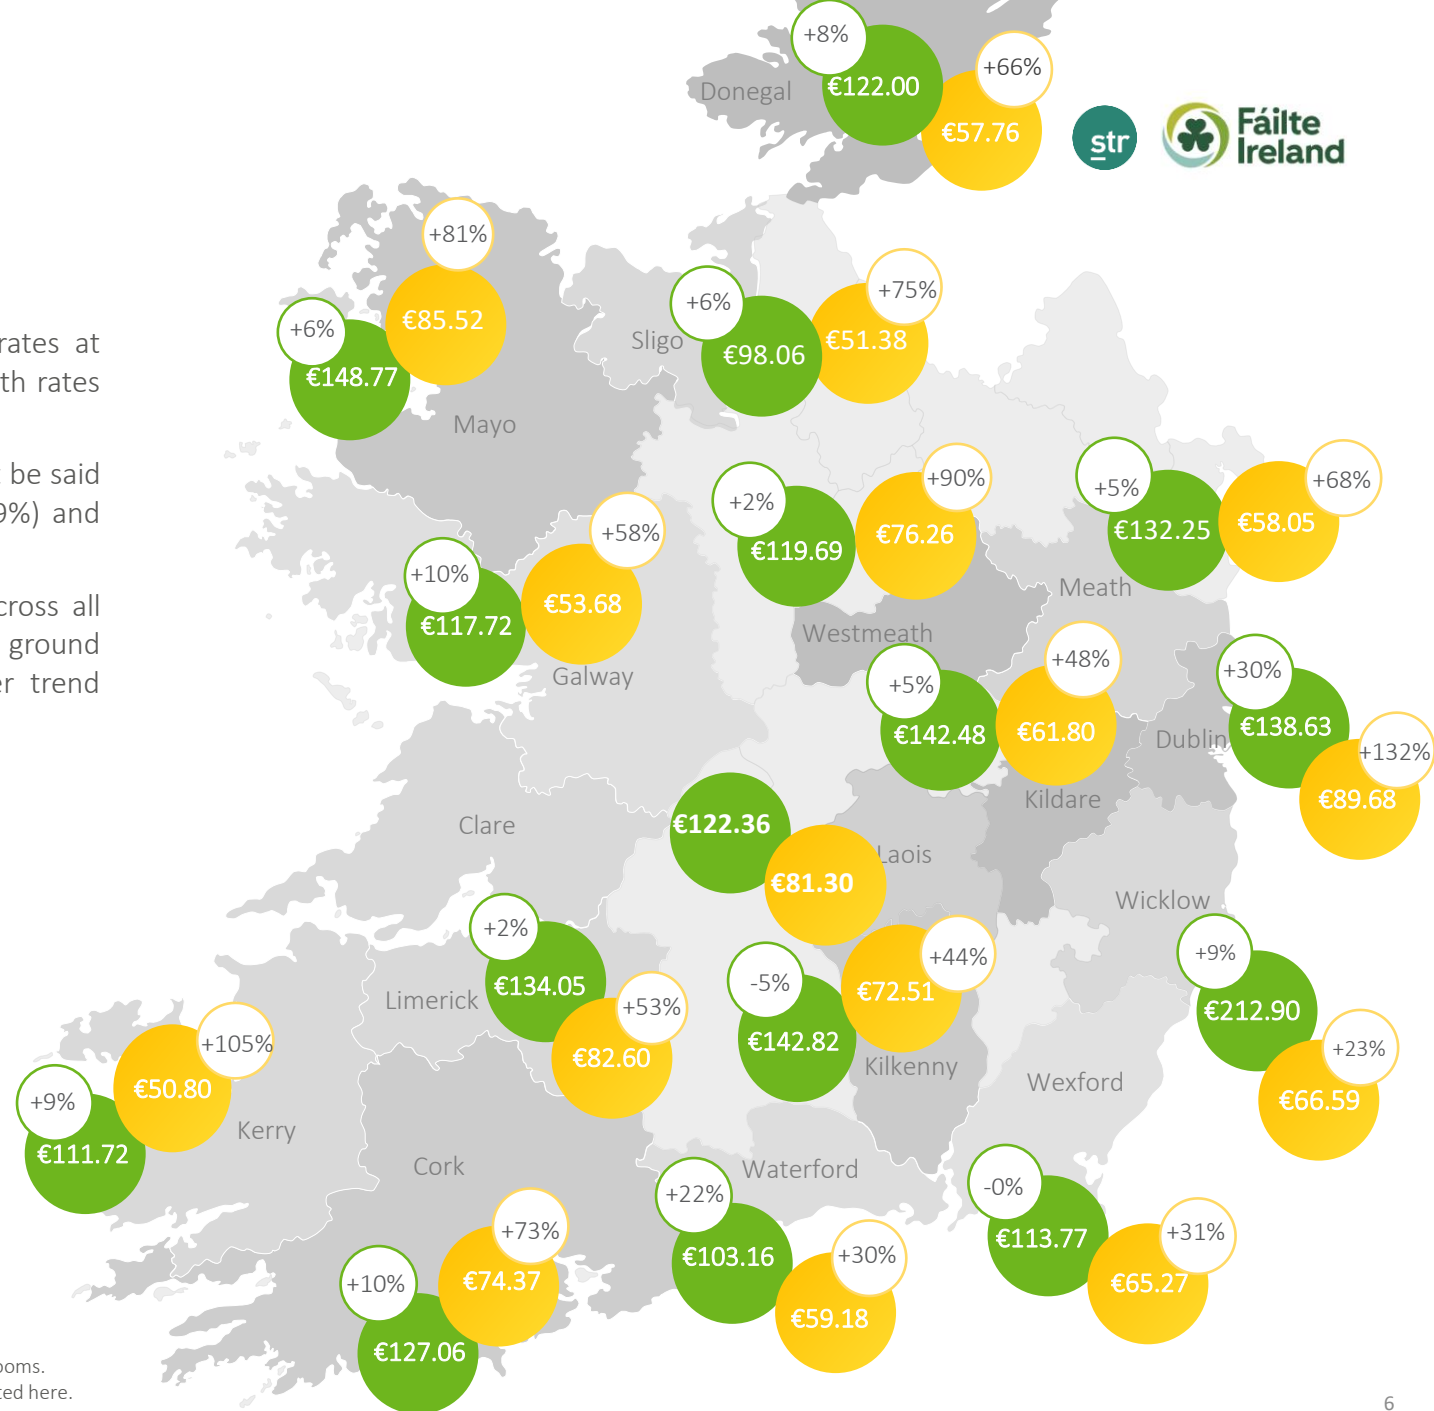 +8%
€122.00
+66%
Donegal
€57.76
str
Fáilte
Ireland
+81%
€85.52
+6%
€148.77
Mayo
+6%
Sligo
€98.06
+75%
€51.38
rates at
th rates
be said
9%) and
cross all
ground
er trend
+58%
€53.68
+10%
€117.72
Galway
+2%
€119.69
+90%
€76.26
Westmeath
+5%
€132.25
+68%
€58.05
Meath
+5%
€142.48
+48%
€61.80
Kildare
+30%
Dublin
€138.63
+132%
€89.68
€122.36
€81.30
Laois
Clare
Wicklow
+9%
€212.90
+23%
€66.59
+2%
€134.05
Limerick
+53%
€82.60
-5%
€142.82
+44%
€72.51
Kilkenny
Wexford
+105%
€50.80
+9%
€111.72
Kerry
Cork
+73%
€74.37
+10%
€127.06
Waterford
+22%
€103.16
+30%
€59.18
-0%
€113.77
+31%
€65.27
ooms.
ted here.
6